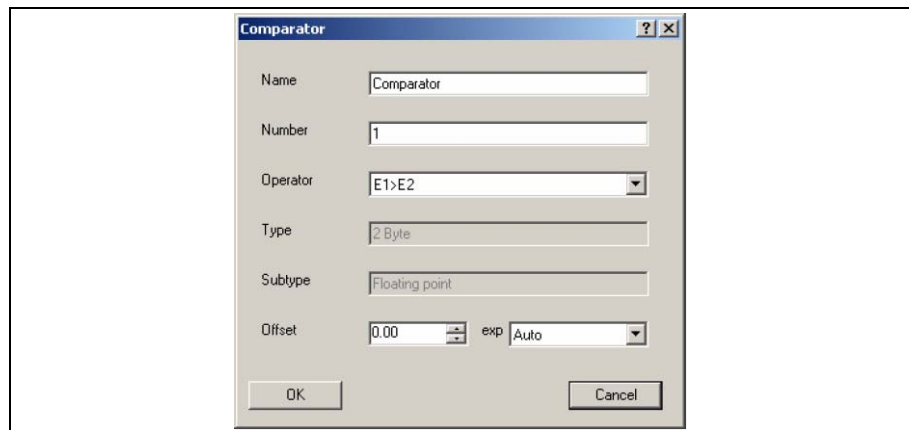 Comparator
Name Comparator
Number 1
Operator E1>E2
Type 2 Byte
Subtype Floating point
Offset 0.00 exp Auto
OK Cancel